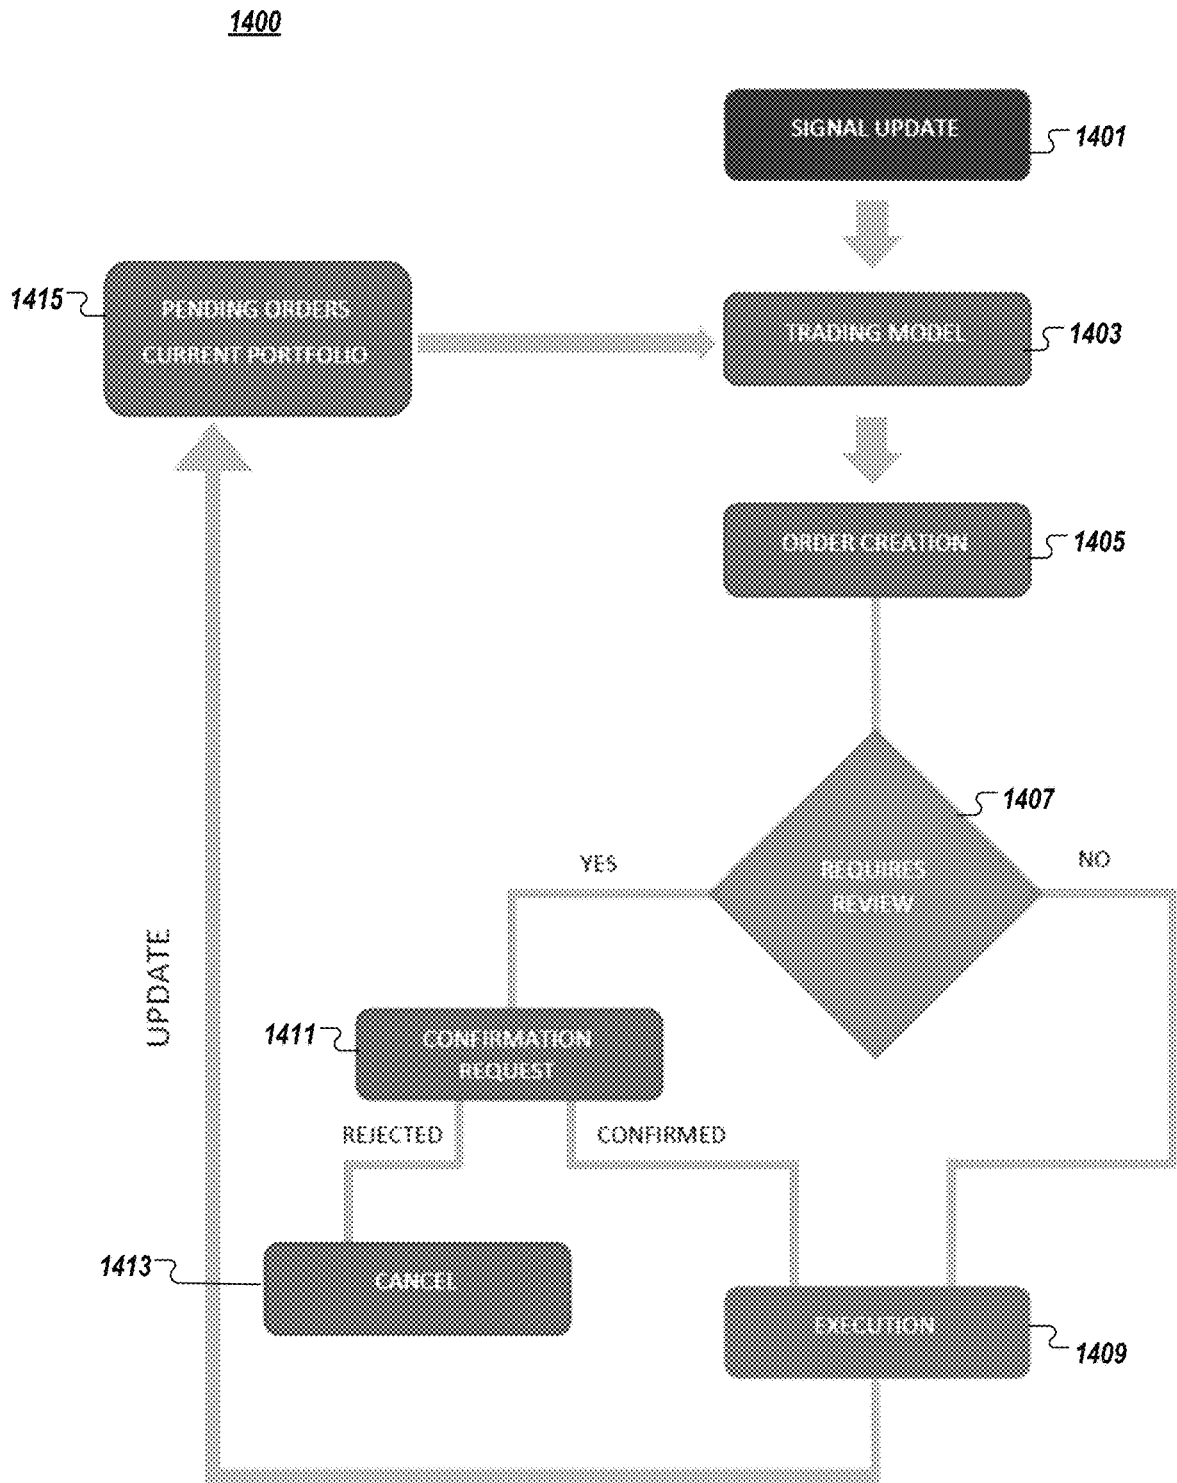 1400
SIGNAL UPDATE
1401
1415
PENDING ORDERS
CURRENT PORTFOLIO
TRADING MODEL
1403
ORDER CREATION
1405
1407
REQUIRES
REVIEW
YES
NO
UPDATE
1411
CONFIRMATION
REQUEST
REJECTED
CONFIRMED
1413
CANCEL
EXECUTION
1409